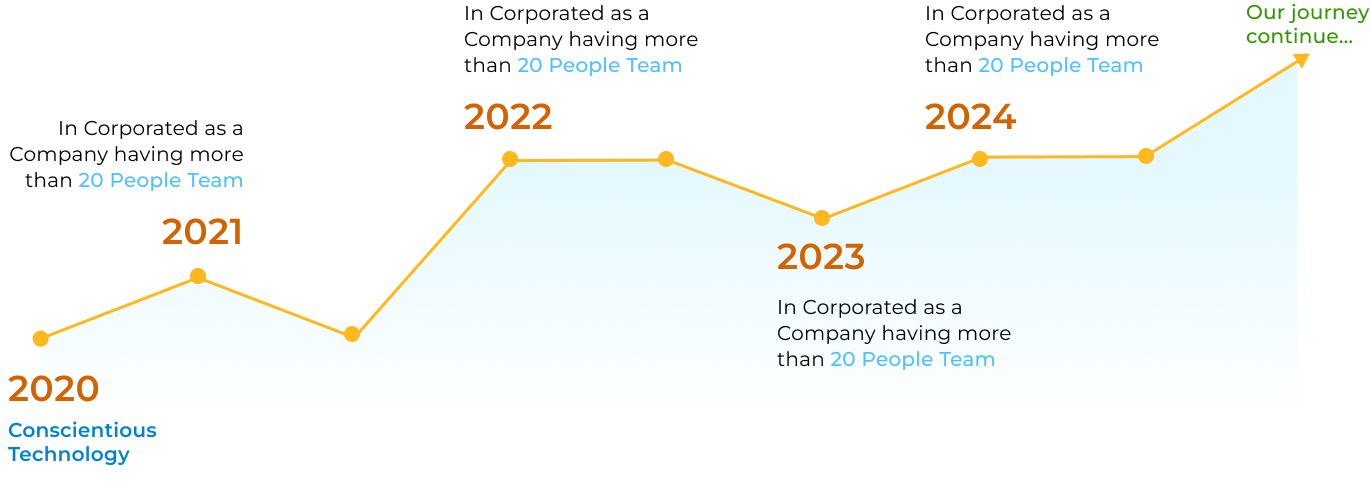 2020
Conscientious
Technology
In Corporated as a
Company having more
than 20 People Team
2021
In Corporated as a
Company having more
than 20 People Team
2022
2023
In Corporated as a
Company having more
than 20 People Team
In Corporated as a
Company having more
than 20 People Team
2024
Our journey
continue...